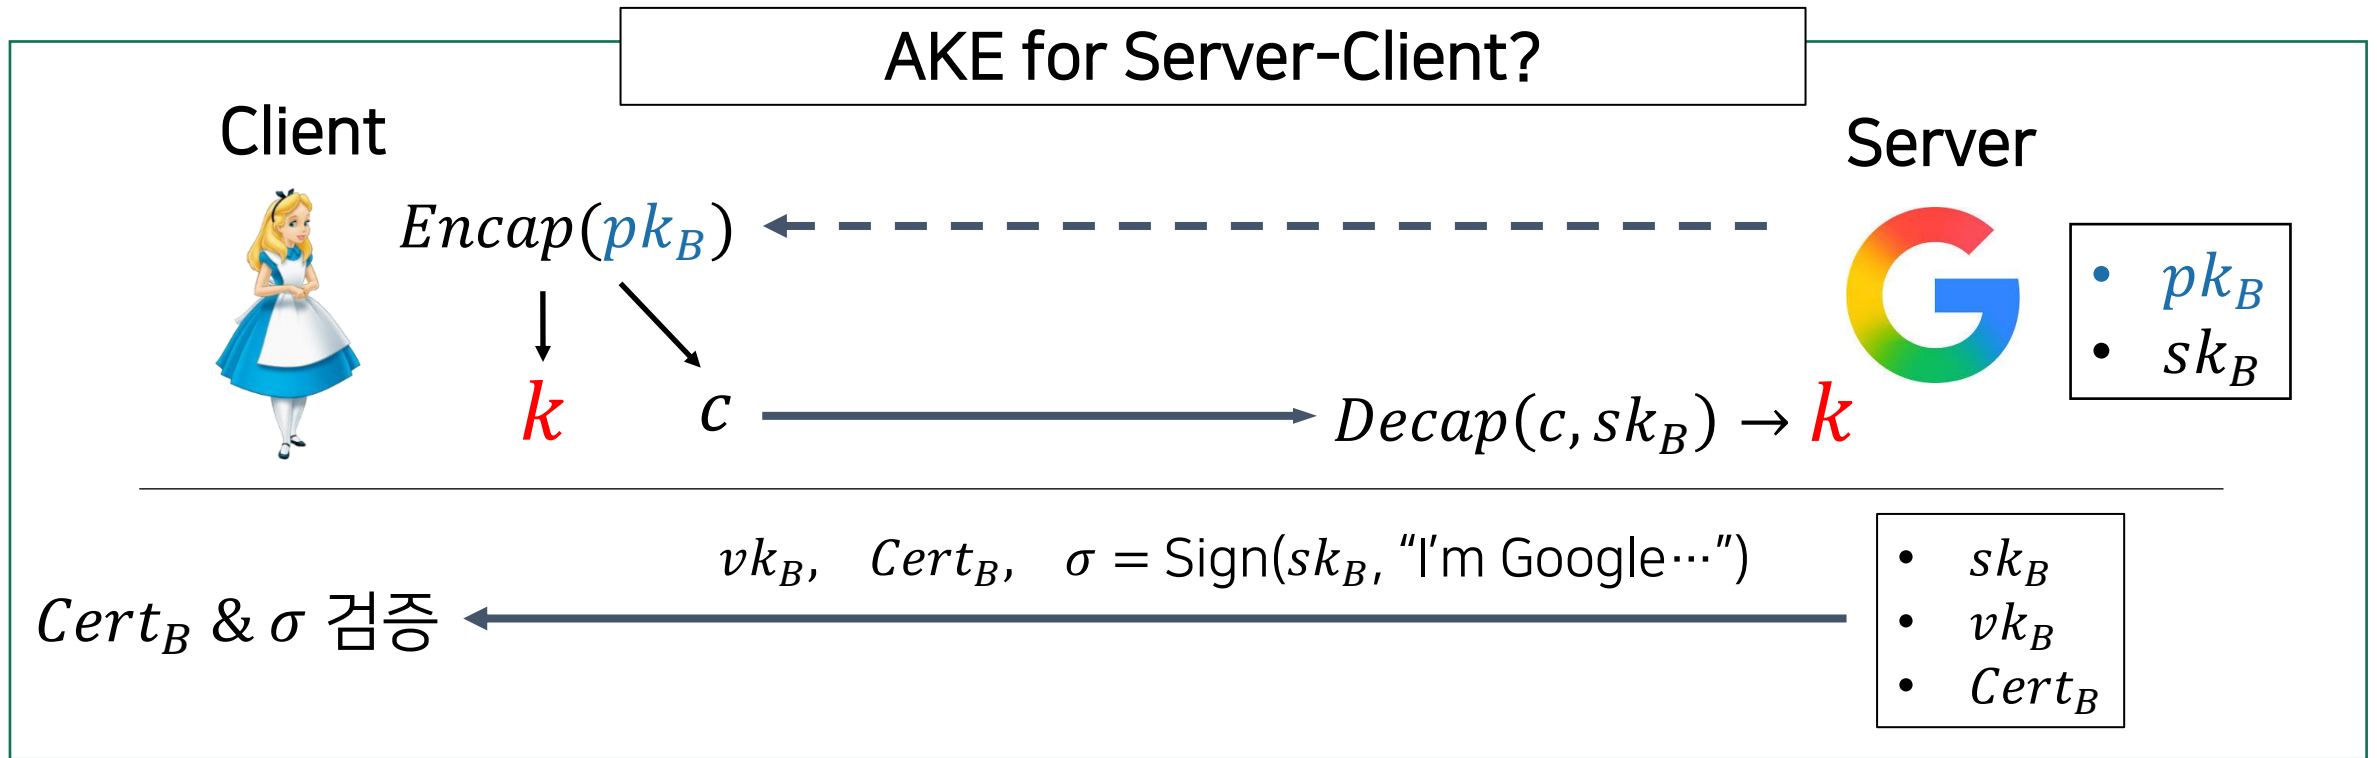 AKE for Server-Client?
Client
Server
Encap(pk_B)
• pk_B
• sk_B
k
c
Decap(c, sk_B) → k
vk_B, Cert_B, σ = Sign(sk_B, “I’m Google⋯”)
Cert_B & σ 검증
• sk_B
• vk_B
• Cert_B